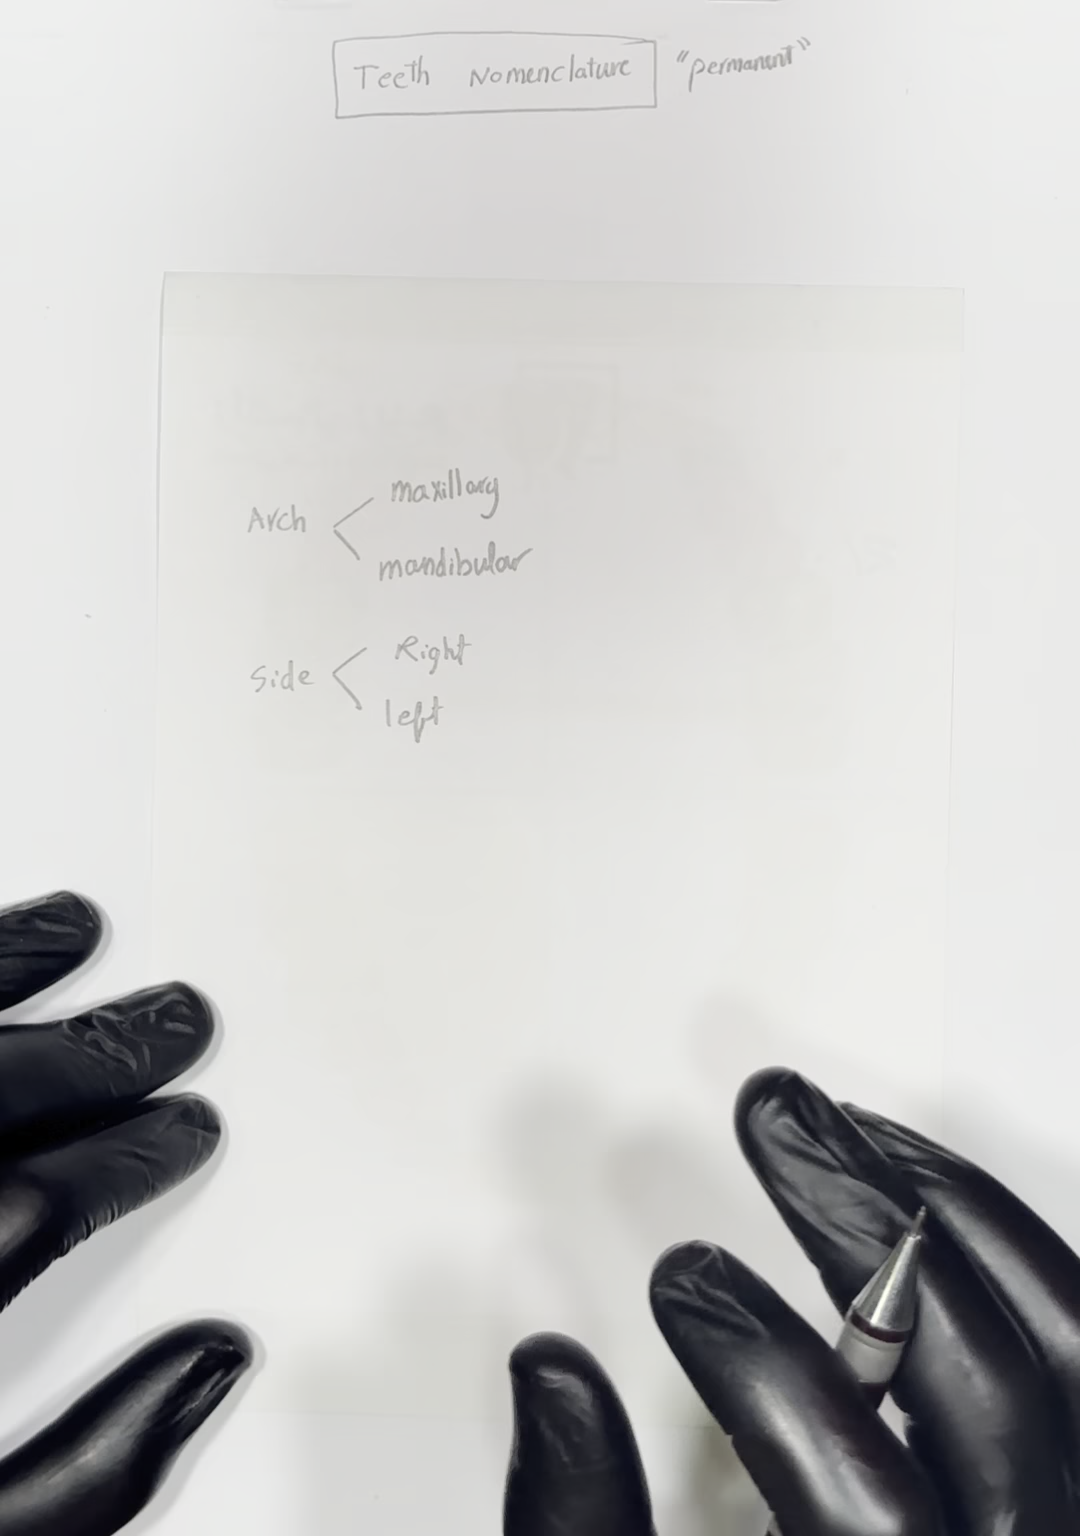 Teeth Nomenclature "permanent"
Arch < maxillary
mandibular
Side < Right
left